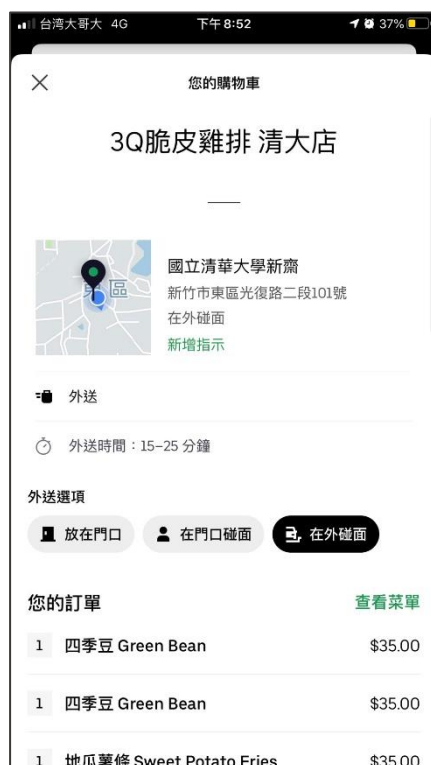 台湾大哥大 4G 下午8:52 37%
您的購物車
3Q脆皮雞排 清大店
東區
國立清華大學新齋
新竹市東區光復路二段101號
在外碰面
新增指示
外送
外送時間：15–25 分鐘
外送選項
放在門口 在門口碰面 在外碰面
您的訂單 查看菜單
1 四季豆 Green Bean $35.00
1 四季豆 Green Bean $35.00
1 地瓜薯條 Sweet Potato Fries $35.00